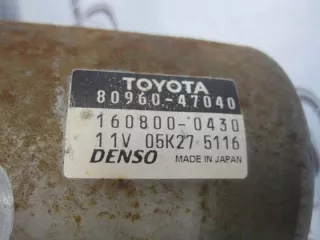 TOYOTA
80960-47040
160800-0430
11V 05K27 5116
DENSO MADE IN JAPAN